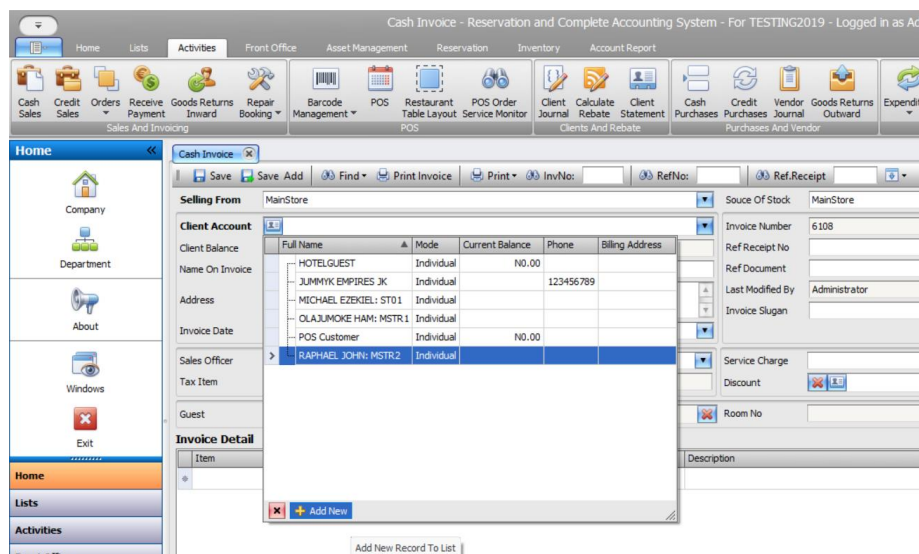 Cash Invoice - Reservation and Complete Accounting System - For TESTING2019 - Logged in as Ad
Home Lists Activities Front Office Asset Management Reservation Inventory Account Report
Cash Sales
Credit Sales
Orders
Receive Payment
Goods Returns Inward
Repair Booking
Barcode Management
POS
Restaurant Table Layout
POS Order Service Monitor
Client Journal
Calculate Rebate
Client Statement
Cash Purchases
Credit Purchases
Vendor Journal
Goods Returns Outward
Expendit
Sales And Invoicing POS Clients And Rebate Purchases And Vendor
Home
Company
Department
About
Windows
Exit
Home
Lists
Activities
Cash Invoice
Save Save Add Find Print Invoice Print InvNo: RefNo: Ref.Receipt
Selling From MainStore Souce Of Stock MainStore
Client Account Invoice Number 6108
Client Balance Ref Receipt No
Name On Invoice Ref Document
Address Last Modified By Administrator
Invoice Slugan
Invoice Date
Sales Officer Service Charge
Tax Item Discount
Guest Room No
Invoice Detail
Item Description
Full Name Mode Current Balance Phone Billing Address
HOTELGUEST Individual N0.00
JUMMYK EMPIRES JK Individual 123456789
MICHAEL EZEKIEL: ST01 Individual
OLAJUMOKE HAM: MSTR1 Individual
POS Customer Individual N0.00
RAPHAEL JOHN: MSTR2 Individual
Add New
Add New Record To List